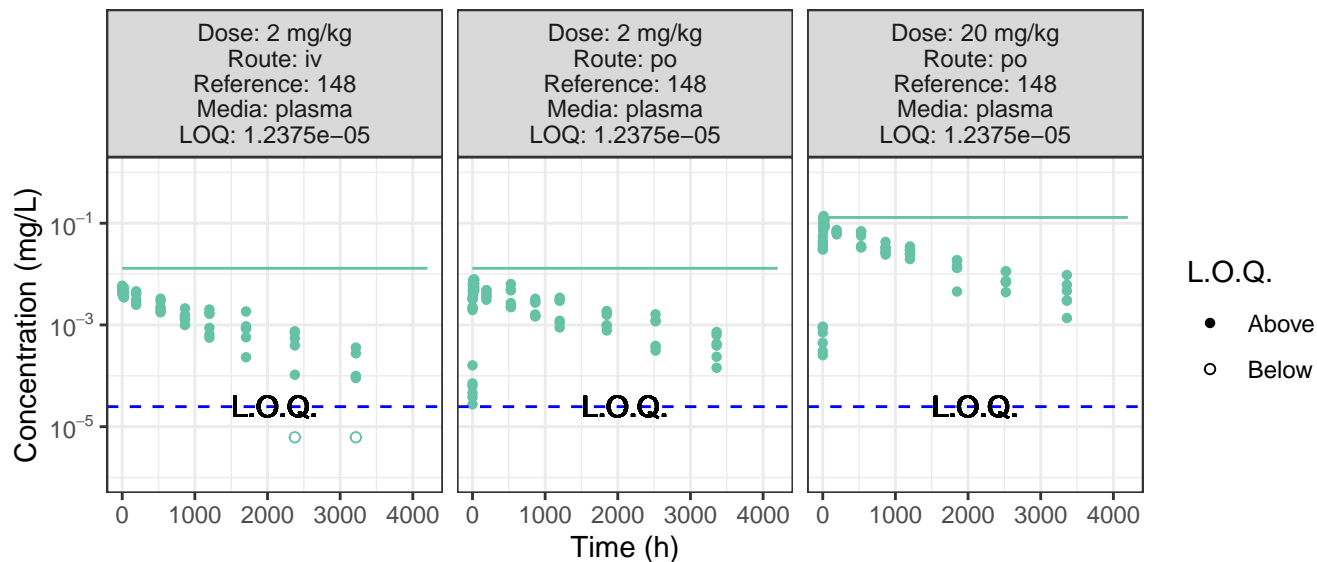 Dose: 2 mg/kg
Route: iv
Reference: 148
Media: plasma
LOQ: 1.2375e−05
Dose: 2 mg/kg
Route: po
Reference: 148
Media: plasma
LOQ: 1.2375e−05
Dose: 20 mg/kg
Route: po
Reference: 148
Media: plasma
LOQ: 1.2375e−05
Concentration (mg/L)
10⁻¹
10⁻³
10⁻⁵
L.O.Q.
L.O.Q.
L.O.Q.
0 1000 2000 3000 4000
0 1000 2000 3000 4000
0 1000 2000 3000 4000
Time (h)
L.O.Q.
Above
Below